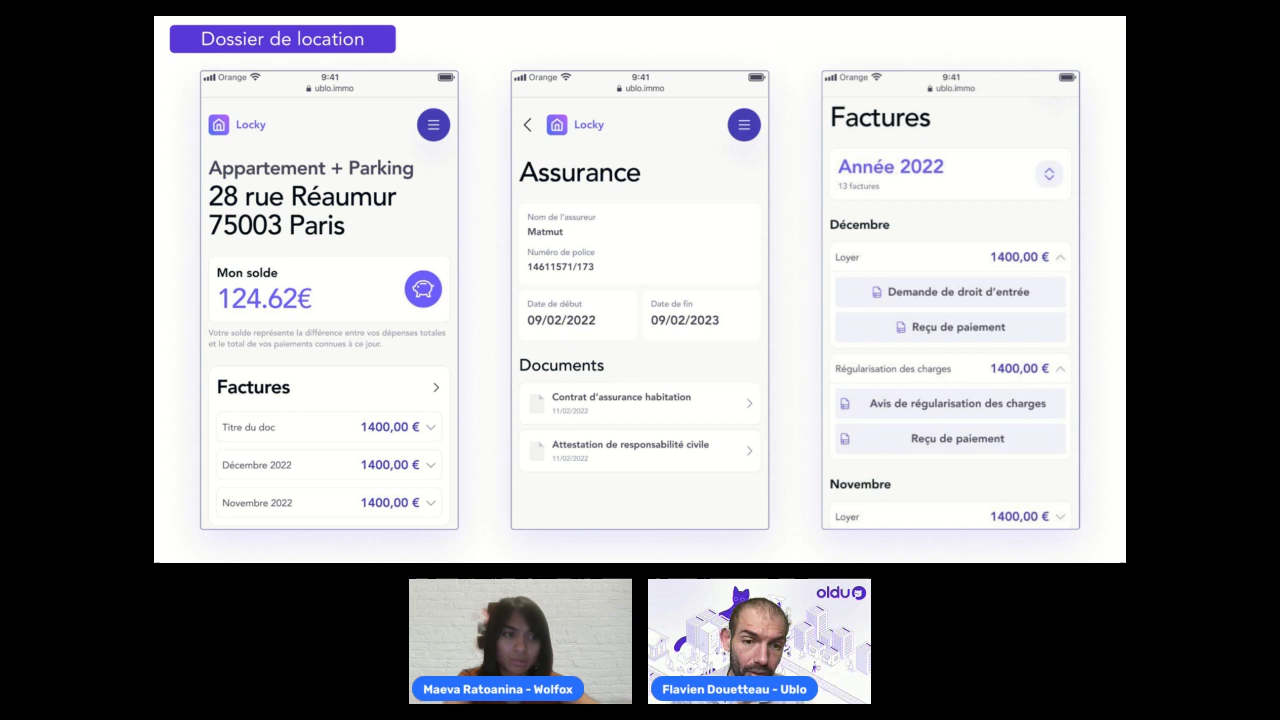 Dossier de location
Orange
9:41
ublo.immo
Locky
Appartement + Parking
28 rue Réaumur
75003 Paris
Mon solde
124.62€
Votre solde représente la différence entre vos dépenses totales
et le total de vos paiements connues à ce jour.
Factures
Titre du doc 1400,00 €
Décembre 2022 1400,00 €
Novembre 2022 1400,00 €
Orange
9:41
ublo.immo
Locky
Assurance
Nom de l'assureur
Matmut
Numéro de police
14611571/173
Date de début
09/02/2022
Date de fin
09/02/2023
Documents
Contrat d'assurance habitation
11/02/2022
Attestation de responsabilité civile
11/02/2022
Orange
9:41
ublo.immo
Factures
Année 2022
13 factures
Décembre
Loyer 1400,00 €
Demande de droit d'entrée
Reçu de paiement
Régularisation des charges 1400,00 €
Avis de régularisation des charges
Reçu de paiement
Novembre
Loyer 1400,00 €
Maeva Ratoanina - Wolfox
oldu
Flavien Douetteau - Ublo